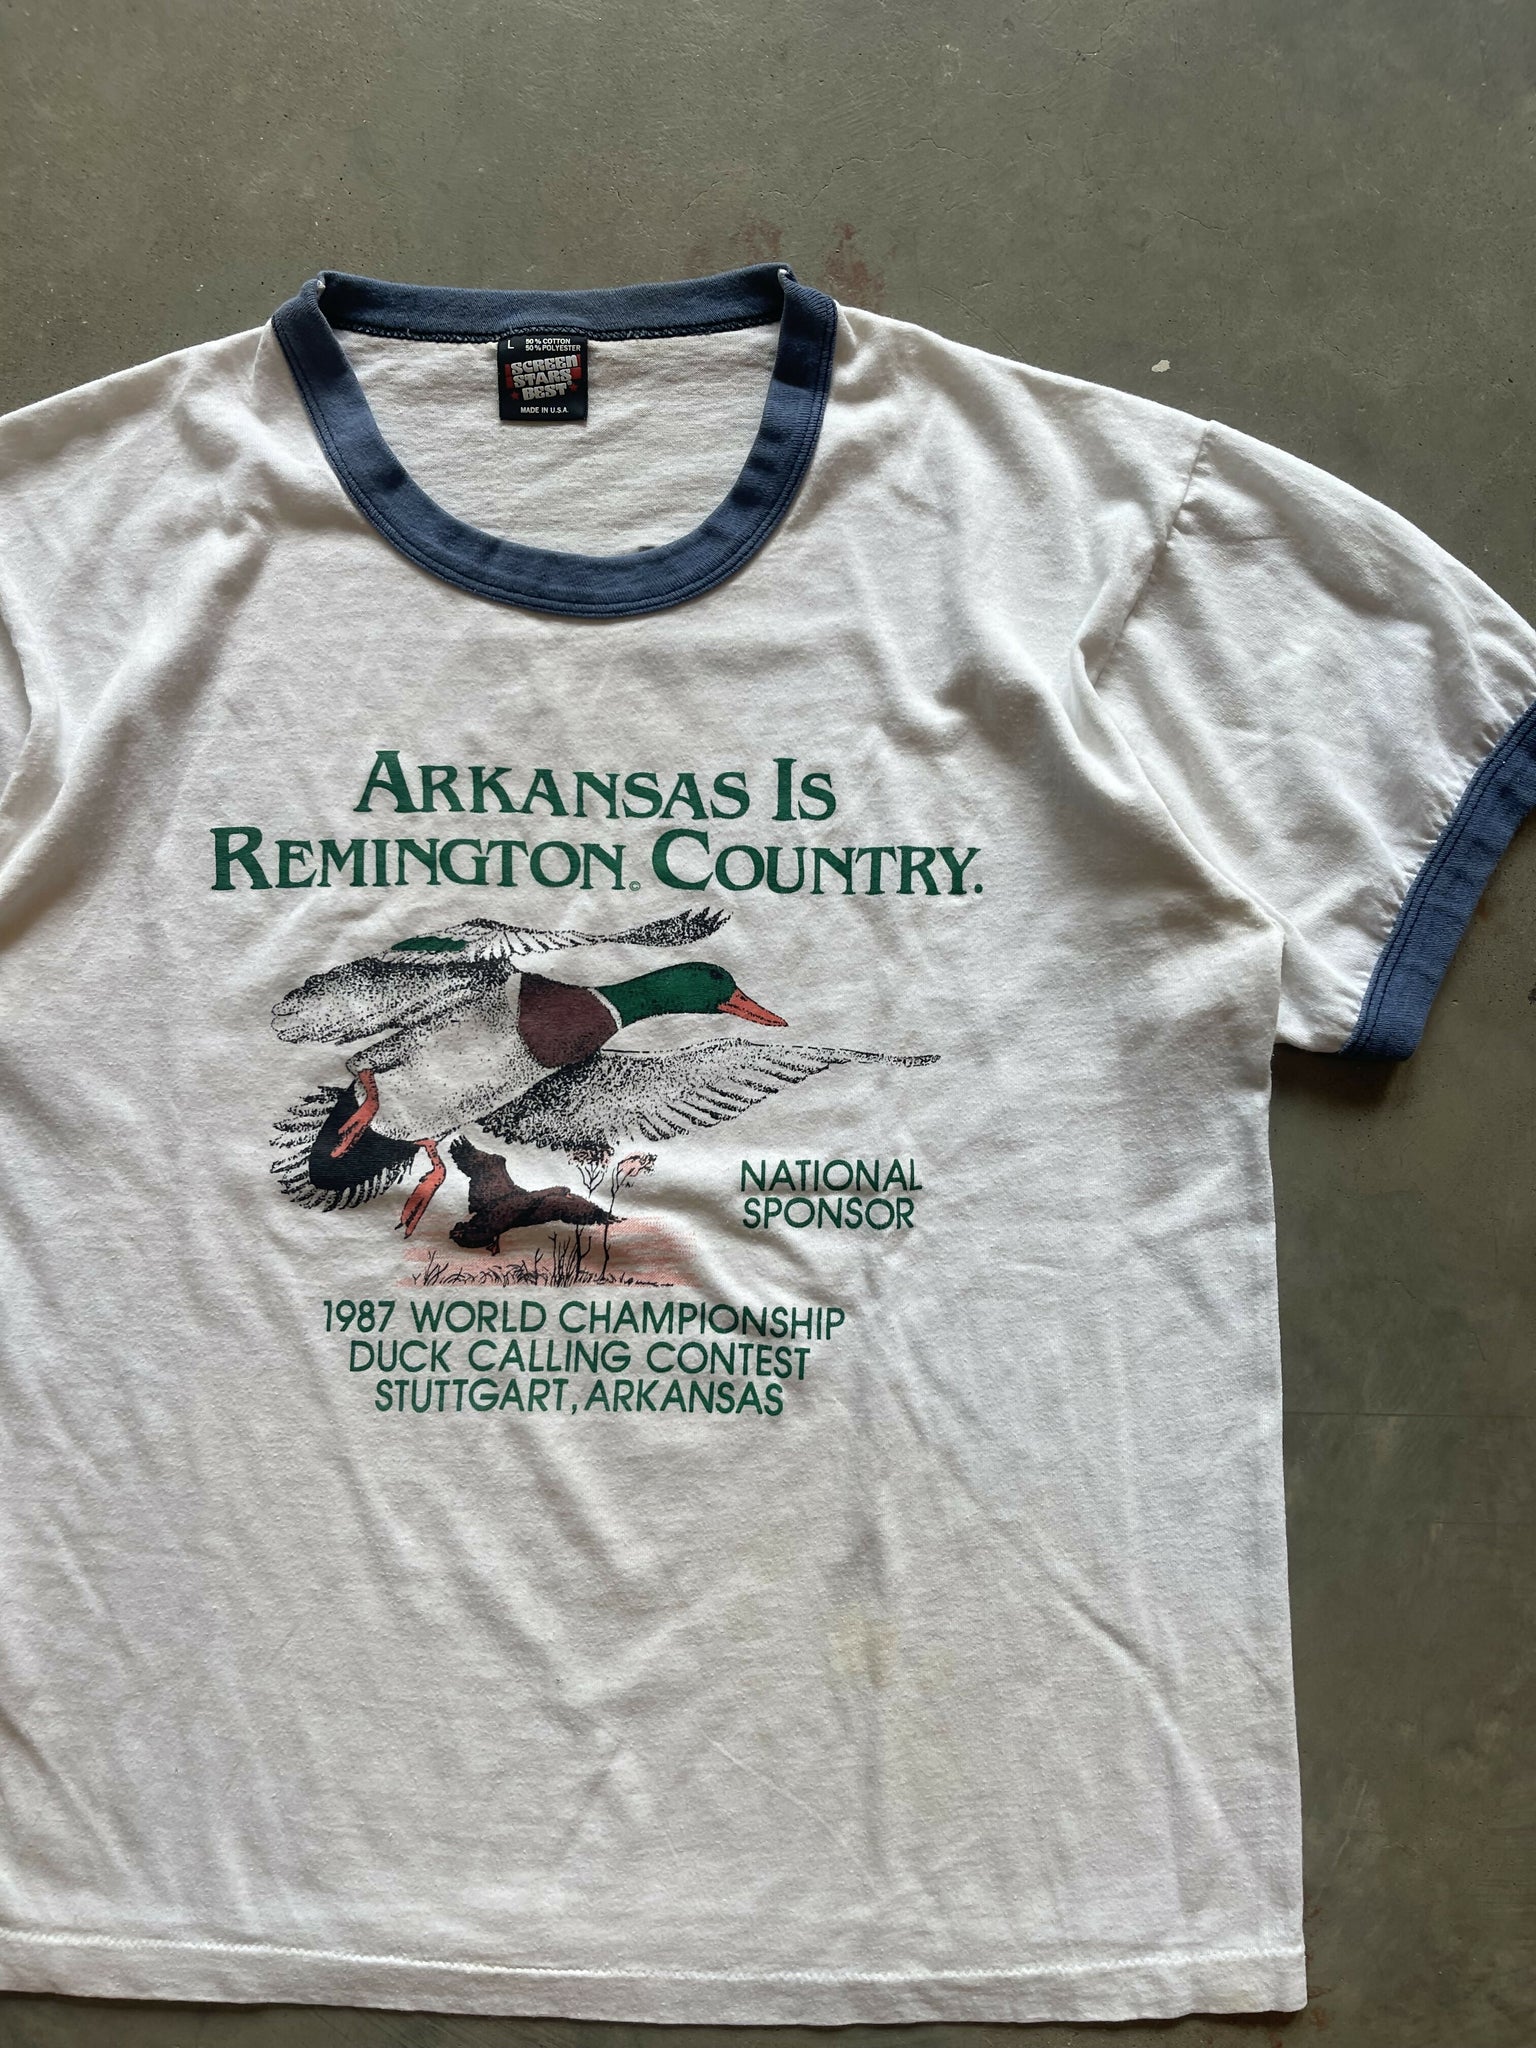 L 50% COTTON
50% POLYESTER
SCREEN
STARS
BEST
MADE IN U.S.A.
ARKANSAS IS
REMINGTON© COUNTRY.
NATIONAL
SPONSOR
1987 WORLD CHAMPIONSHIP
DUCK CALLING CONTEST
STUTTGART, ARKANSAS